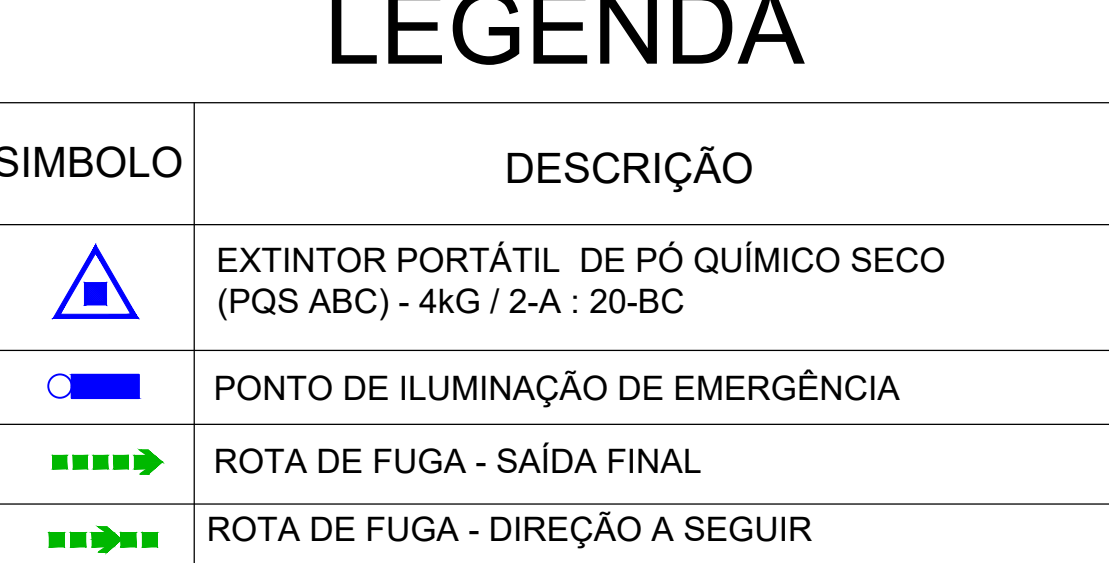 LEGENDA
SIMBOLO
DESCRIÇÃO
EXTINTOR PORTÁTIL DE PÓ QUÍMICO SECO
(PQS ABC) - 4kG / 2-A : 20-BC
PONTO DE ILUMINAÇÃO DE EMERGÊNCIA
ROTA DE FUGA - SAÍDA FINAL
ROTA DE FUGA - DIREÇÃO A SEGUIR